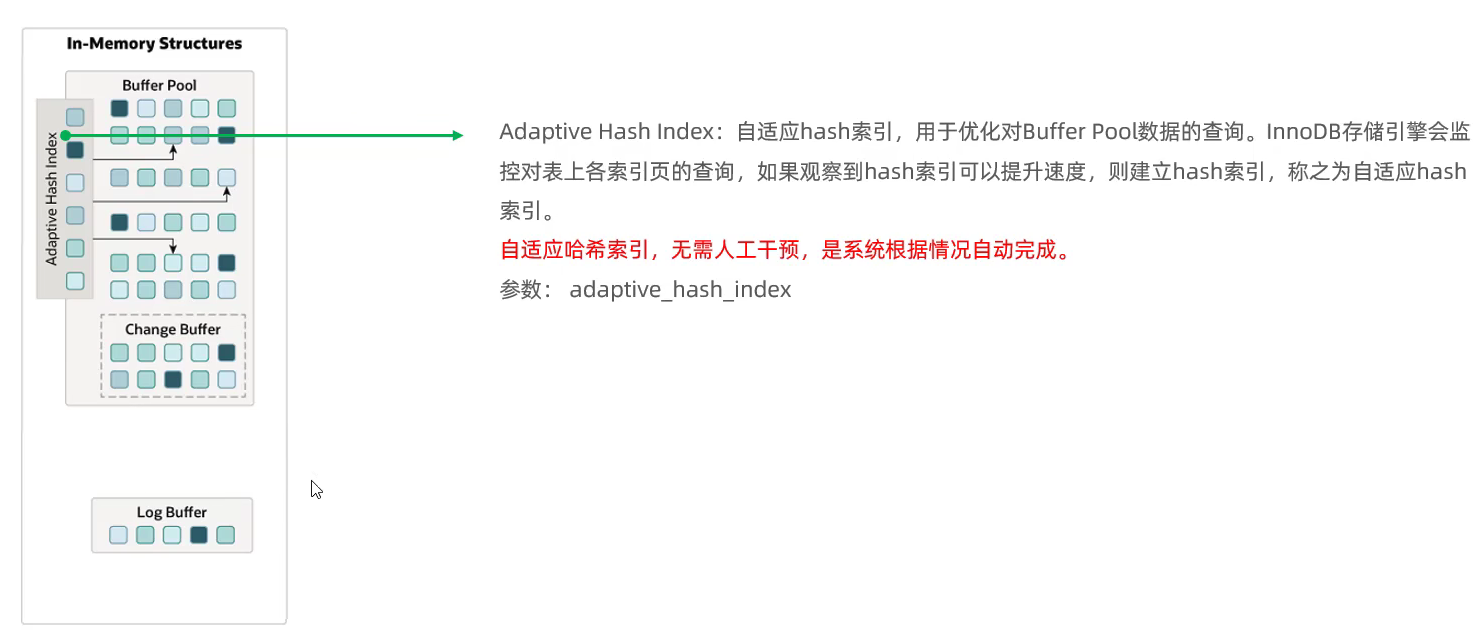 In-Memory Structures
Buffer Pool
Adaptive Hash Index
Change Buffer
Log Buffer
Adaptive Hash Index：自适应hash索引，用于优化对Buffer Pool数据的查询。InnoDB存储引擎会监
控对表上各索引页的查询，如果观察到hash索引可以提升速度，则建立hash索引，称之为自适应hash
索引。
自适应哈希索引，无需人工干预，是系统根据情况自动完成。
参数： adaptive_hash_index